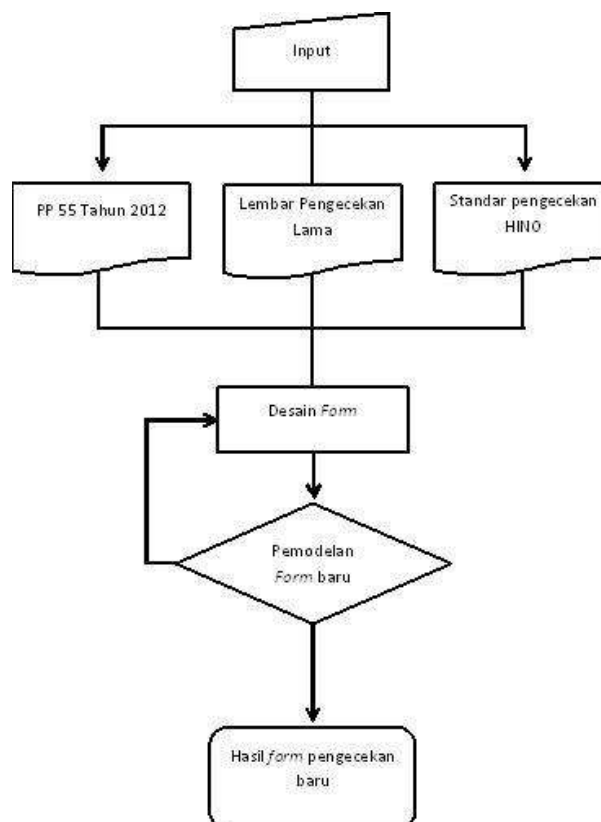 Input
PP 55 Tahun 2012
Lembar Pengecekan
Lama
Standar pengecekan
HINO
Desain Form
Pemodelan
Form baru
Hasil form pengecekan
baru